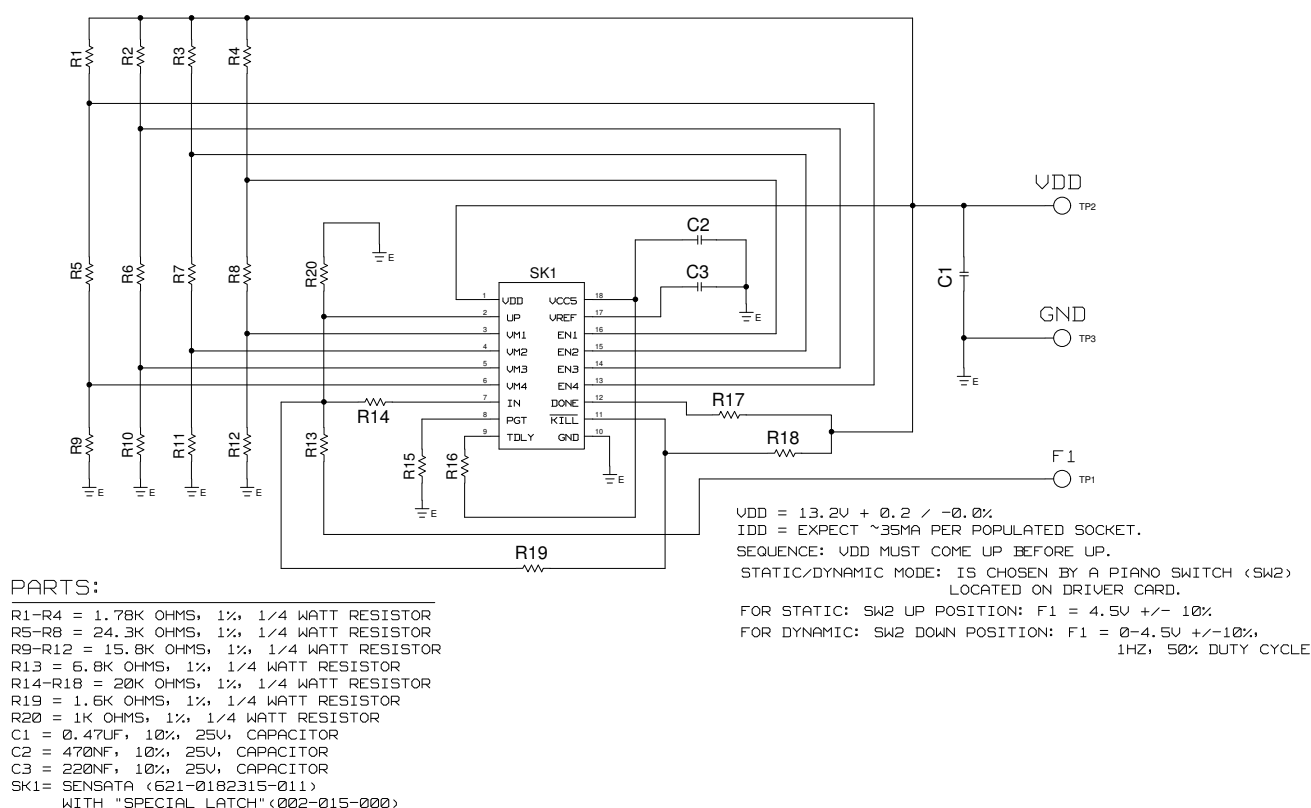 R1
R2
R3
R4
VDD
TP2
C2
E
R5
R6
R7
R8
R20
SK1
C3
C1
1 VDD VCC5 18
2 UP VREF 17
E
GND
TP3
3 VM1 EN1 16
4 VM2 EN2 15
5 VM3 EN3 14
6 VM4 EN4 13
E
7 IN DONE 12
R14
R17
8 PGT KILL 11
9 TDLY GND 10
R18
R9
R10
R11
R12
R13
R15
R16
F1
TP1
E
E
E
E
E
E
R19
VDD = 13.2V + 0.2 / -0.0%
IDD = EXPECT ~35MA PER POPULATED SOCKET.
SEQUENCE: VDD MUST COME UP BEFORE UP.
STATIC/DYNAMIC MODE: IS CHOSEN BY A PIANO SWITCH (SW2)
LOCATED ON DRIVER CARD.
FOR STATIC: SW2 UP POSITION: F1 = 4.5V +/- 10%
FOR DYNAMIC: SW2 DOWN POSITION: F1 = 0-4.5V +/-10%,
1HZ, 50% DUTY CYCLE
PARTS:
R1-R4 = 1.78K OHMS, 1%, 1/4 WATT RESISTOR
R5-R8 = 24.3K OHMS, 1%, 1/4 WATT RESISTOR
R9-R12 = 15.8K OHMS, 1%, 1/4 WATT RESISTOR
R13 = 6.8K OHMS, 1%, 1/4 WATT RESISTOR
R14-R18 = 20K OHMS, 1%, 1/4 WATT RESISTOR
R19 = 1.6K OHMS, 1%, 1/4 WATT RESISTOR
R20 = 1K OHMS, 1%, 1/4 WATT RESISTOR
C1 = 0.47UF, 10%, 25V, CAPACITOR
C2 = 470NF, 10%, 25V, CAPACITOR
C3 = 220NF, 10%, 25V, CAPACITOR
SK1= SENSATA (621-0182315-011)
WITH "SPECIAL LATCH"(002-015-000)